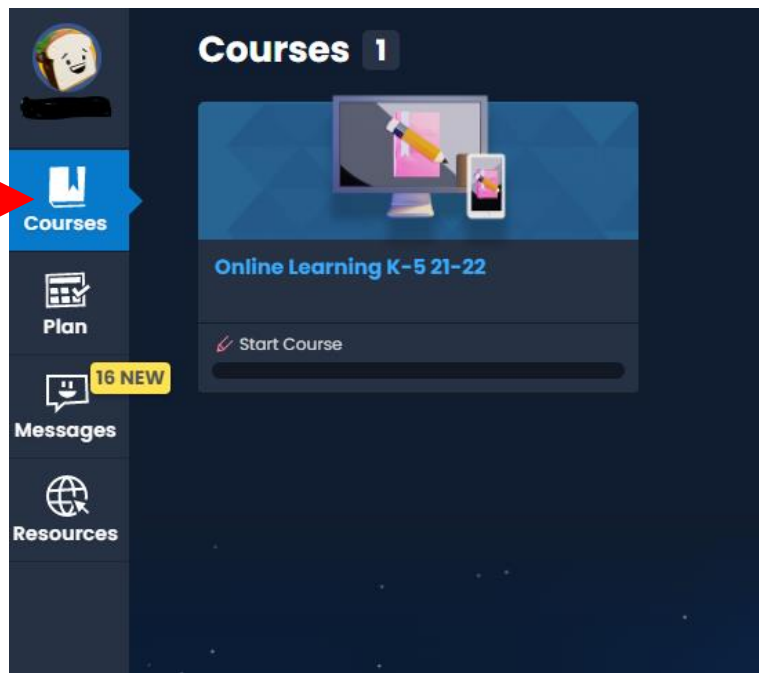 Courses 1
Courses
Online Learning K-5 21-22
Plan
Start Course
16 NEW
Messages
Resources